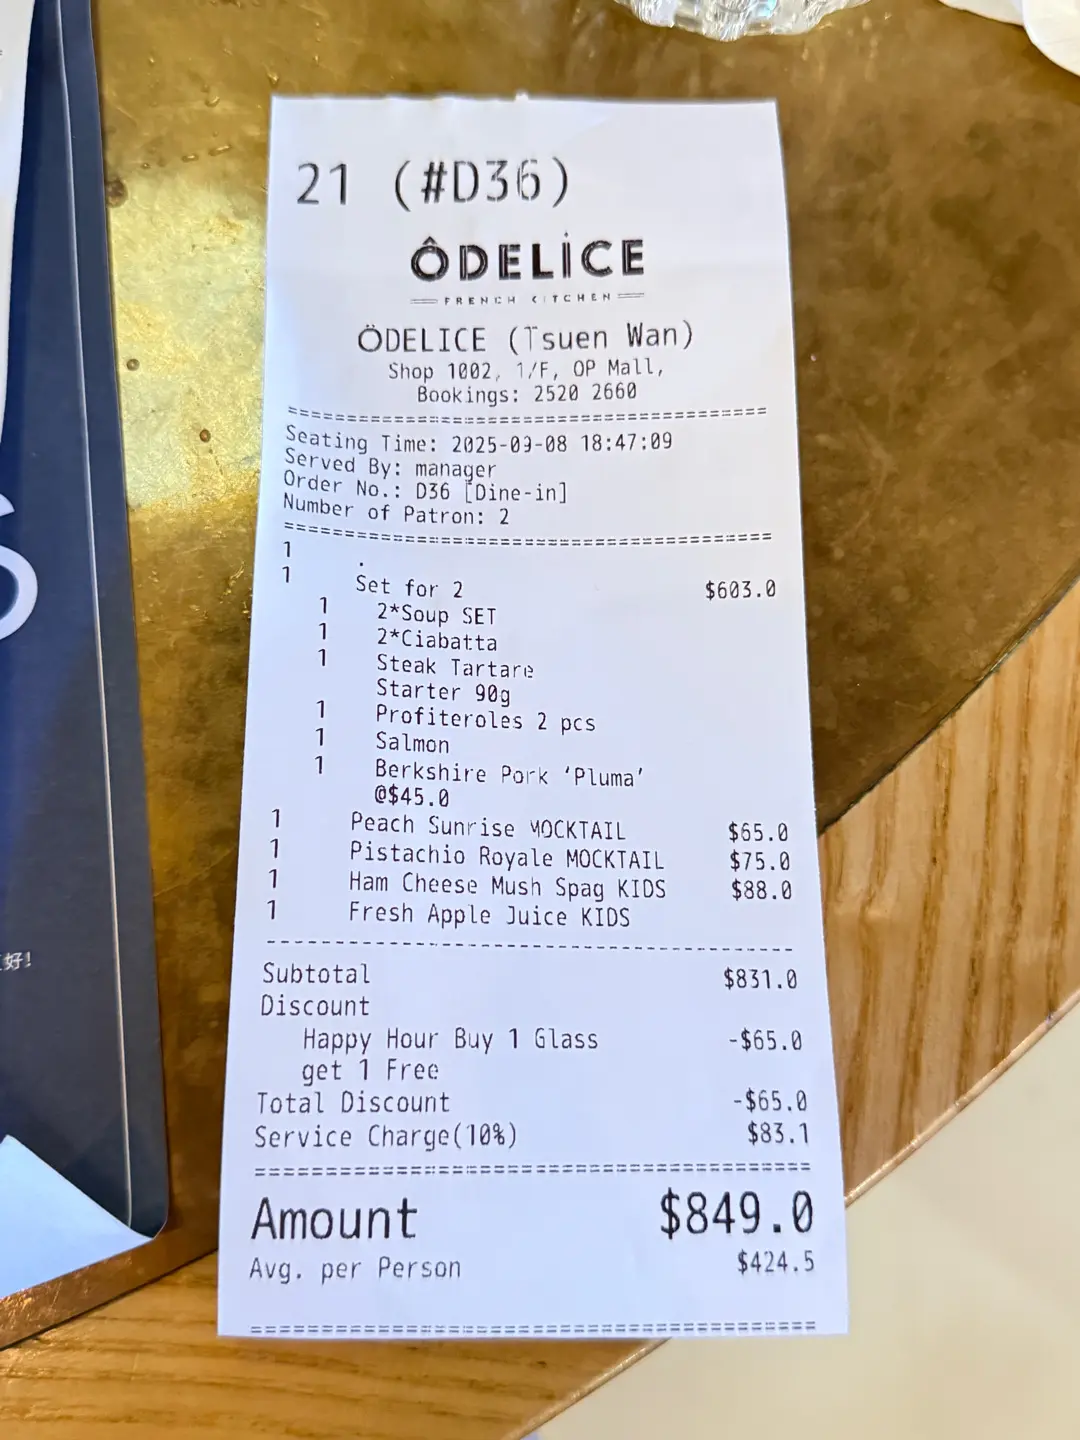 21 (#D36)
ÔDELİCE
FRENCH KITCHEN
ÖDELICE (Tsuen Wan)
Shop 1002, 1/F, OP Mall,
Bookings: 2520 2660
Seating Time: 2025-09-08 18:47:09
Served By: manager
Order No.: D36 [Dine-in]
Number of Patron: 2
1 .
1 Set for 2 $603.0
1 2*Soup SET
1 2*Ciabatta
1 Steak Tartare
Starter 90g
1 Profiteroles 2 pcs
1 Salmon
1 Berkshire Pork ‘Pluma’
@$45.0
1 Peach Sunrise MOCKTAIL $65.0
1 Pistachio Royale MOCKTAIL $75.0
1 Ham Cheese Mush Spag KIDS $88.0
1 Fresh Apple Juice KIDS
Subtotal $831.0
Discount
Happy Hour Buy 1 Glass -$65.0
get 1 Free
Total Discount -$65.0
Service Charge(10%) $83.1
Amount $849.0
Avg. per Person $424.5
好!